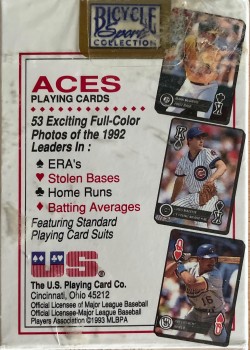 BICYCLE
Sports
COLLECTION
ACES
PLAYING CARDS
53 Exciting Full-Color
Photos of the 1992
Leaders In :
♠ ERA's
♥ Stolen Bases
♣ Home Runs
♦ Batting Averages
Featuring Standard
Playing Card Suits
US
The U.S. Playing Card Co.
Cincinnati, Ohio 45212
Official Licensee of Major League Baseball
Official Licensee-Major League Baseball
Players Association ©1993 MLBPA
K
16